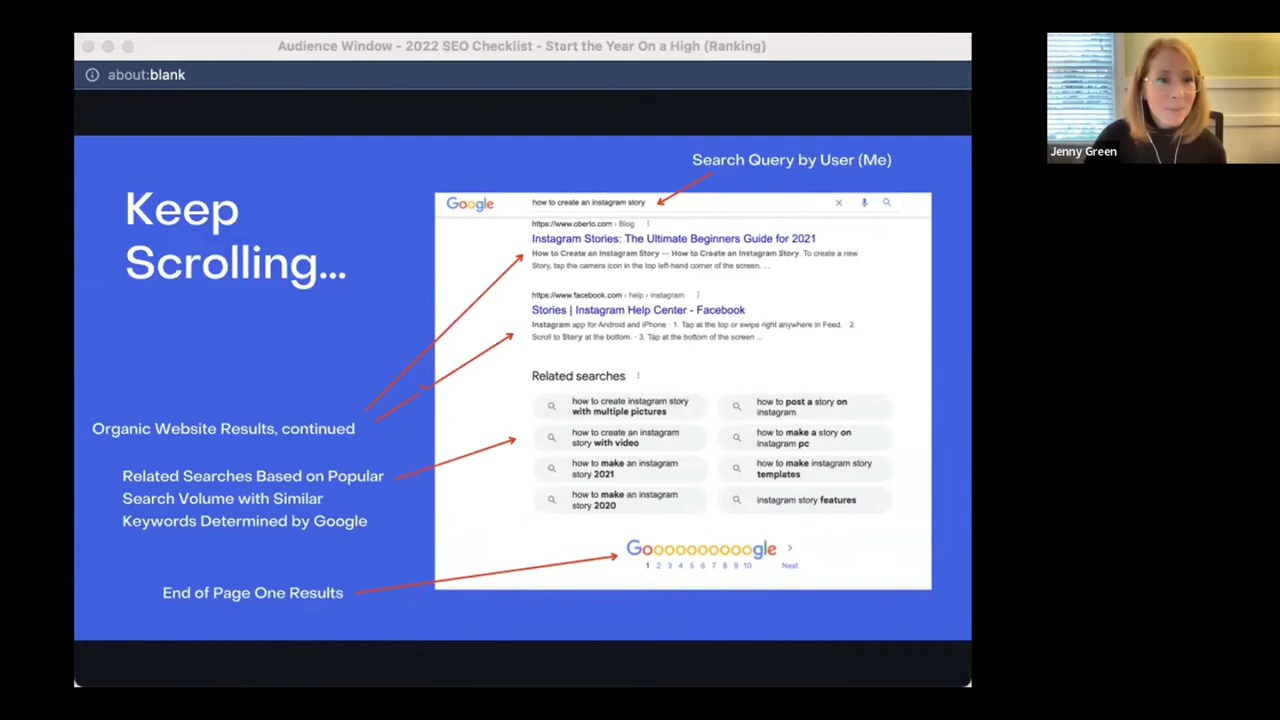 Audience Window - 2022 SEO Checklist - Start the Year On a High (Ranking)
about:blank
Jenny Green
Search Query by User (Me)
Keep
Scrolling...
Google
how to create an instagram story
https://www.oberlo.com › Blog
Instagram Stories: The Ultimate Beginners Guide for 2021
How to Create an Instagram Story — How to Create an Instagram Story. To create a new
Story, tap the camera icon in the top left-hand corner of the screen, ...
https://www.facebook.com › help › instagram
Stories | Instagram Help Center - Facebook
Instagram app for Android and iPhone · 1. Tap at the top or swipe right anywhere in Feed. · 2.
Scroll to Story at the bottom. · 3. Tap at the bottom of the screen ...
Related searches
how to create instagram story
with multiple pictures
how to post a story on
instagram
how to create an instagram
story with video
how to make a story on
instagram pc
how to make an instagram
story 2021
how to make instagram story
templates
how to make an instagram
story 2020
instagram story features
Goooooooooogle
1 2 3 4 5 6 7 8 9 10 Next
Organic Website Results, continued
Related Searches Based on Popular
Search Volume with Similar
Keywords Determined by Google
End of Page One Results